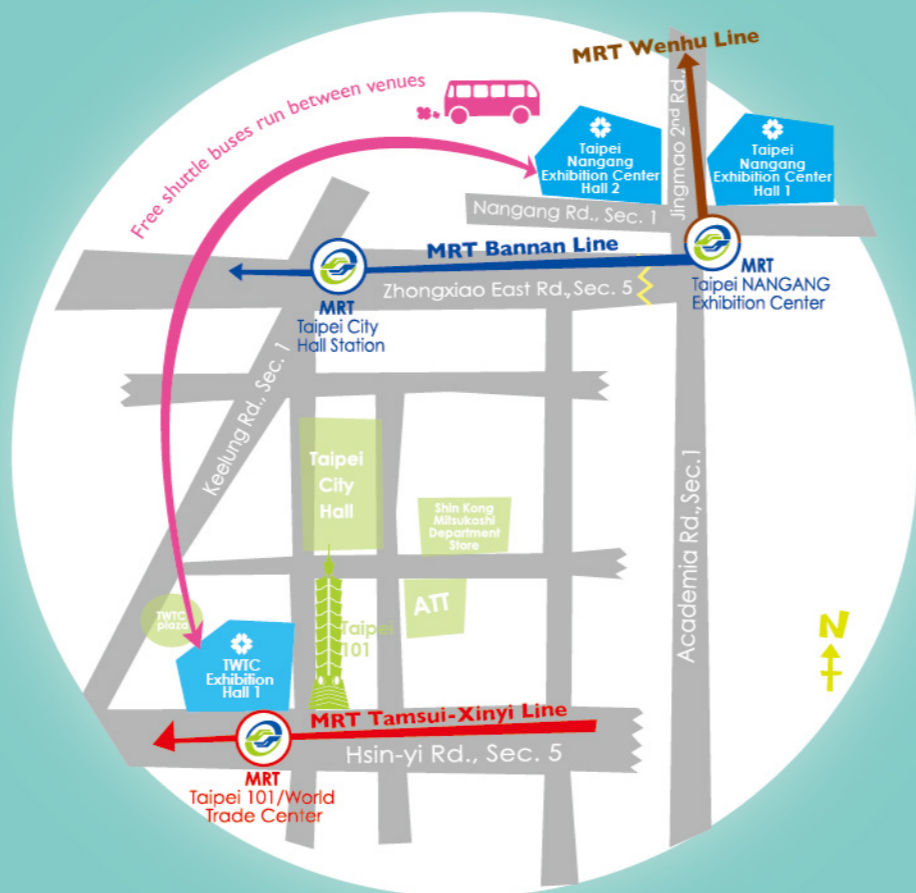 MRT Wenhu Line
Free shuttle buses run between venues
Taipei
Nangang
Exhibition Center
Hall 2
Jingmao 2nd Rd.,
Taipei
Nangang
Exhibition Center
Hall 1
Nangang Rd., Sec. 1
MRT Bannan Line
Zhongxiao East Rd.,Sec. 5
MRT
Taipei NANGANG
Exhibition Center
MRT
Taipei City
Hall Station
Keelung Rd., Sec. 1
Taipei
City
Hall
Shin Kong
Mitsukoshi
Department
Store
Academia Rd.,Sec.1
ATT
TWTC
plaza
Taipei
101
N
TWTC
Exhibition
Hall 1
MRT Tamsui-Xinyi Line
Hsin-yi Rd., Sec. 5
MRT
Taipei 101/World
Trade Center